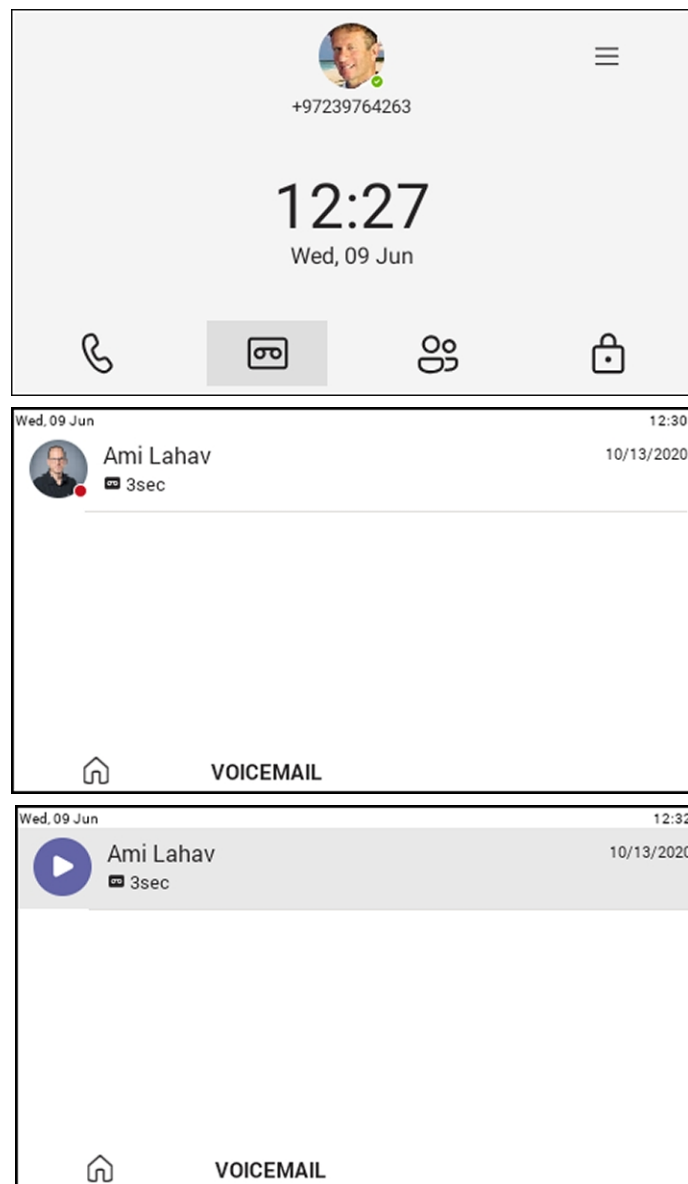 +97239764263
12:27
Wed, 09 Jun
Wed, 09 Jun 12:30
Ami Lahav 10/13/2020
3sec
VOICEMAIL
Wed, 09 Jun 12:32
Ami Lahav 10/13/2020
3sec
VOICEMAIL